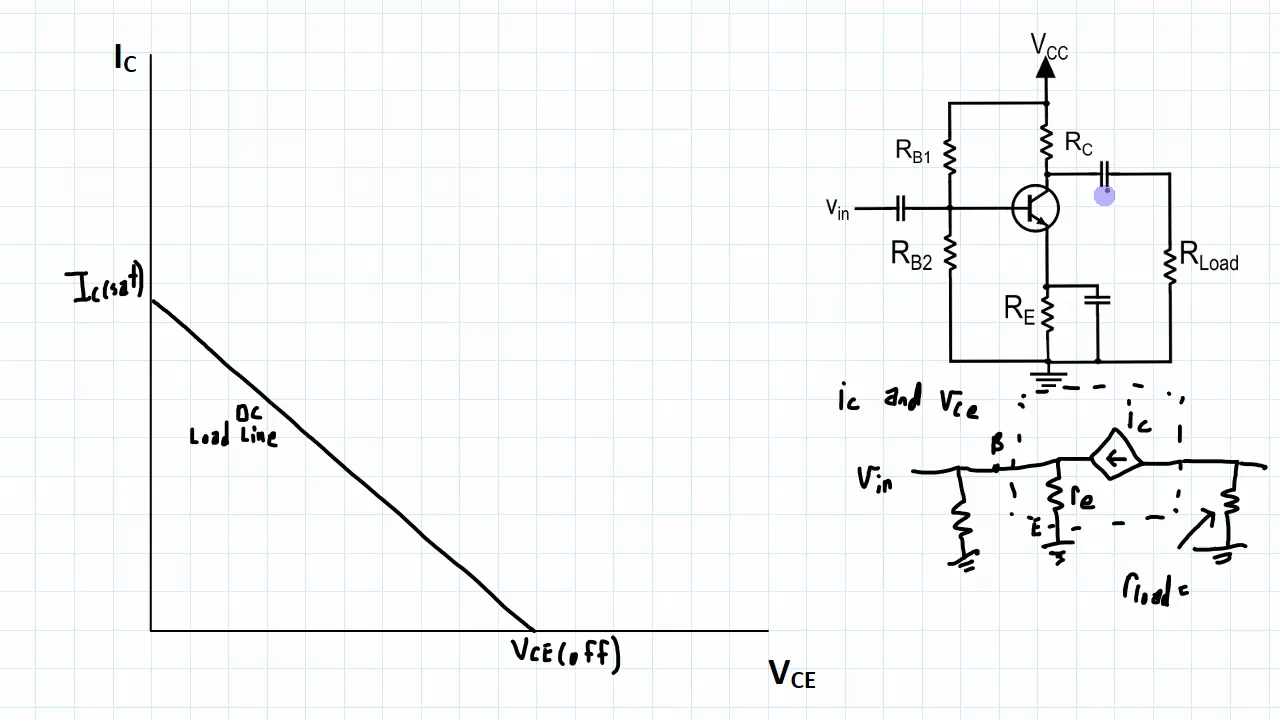 IC
VCC
RC
RB1
Vin
RB2
RLoad
RE
Ic(sat)
DC
Load Line
VCE(off)
VCE
ic and Vce
ic
B
Vin
re
E
rload =